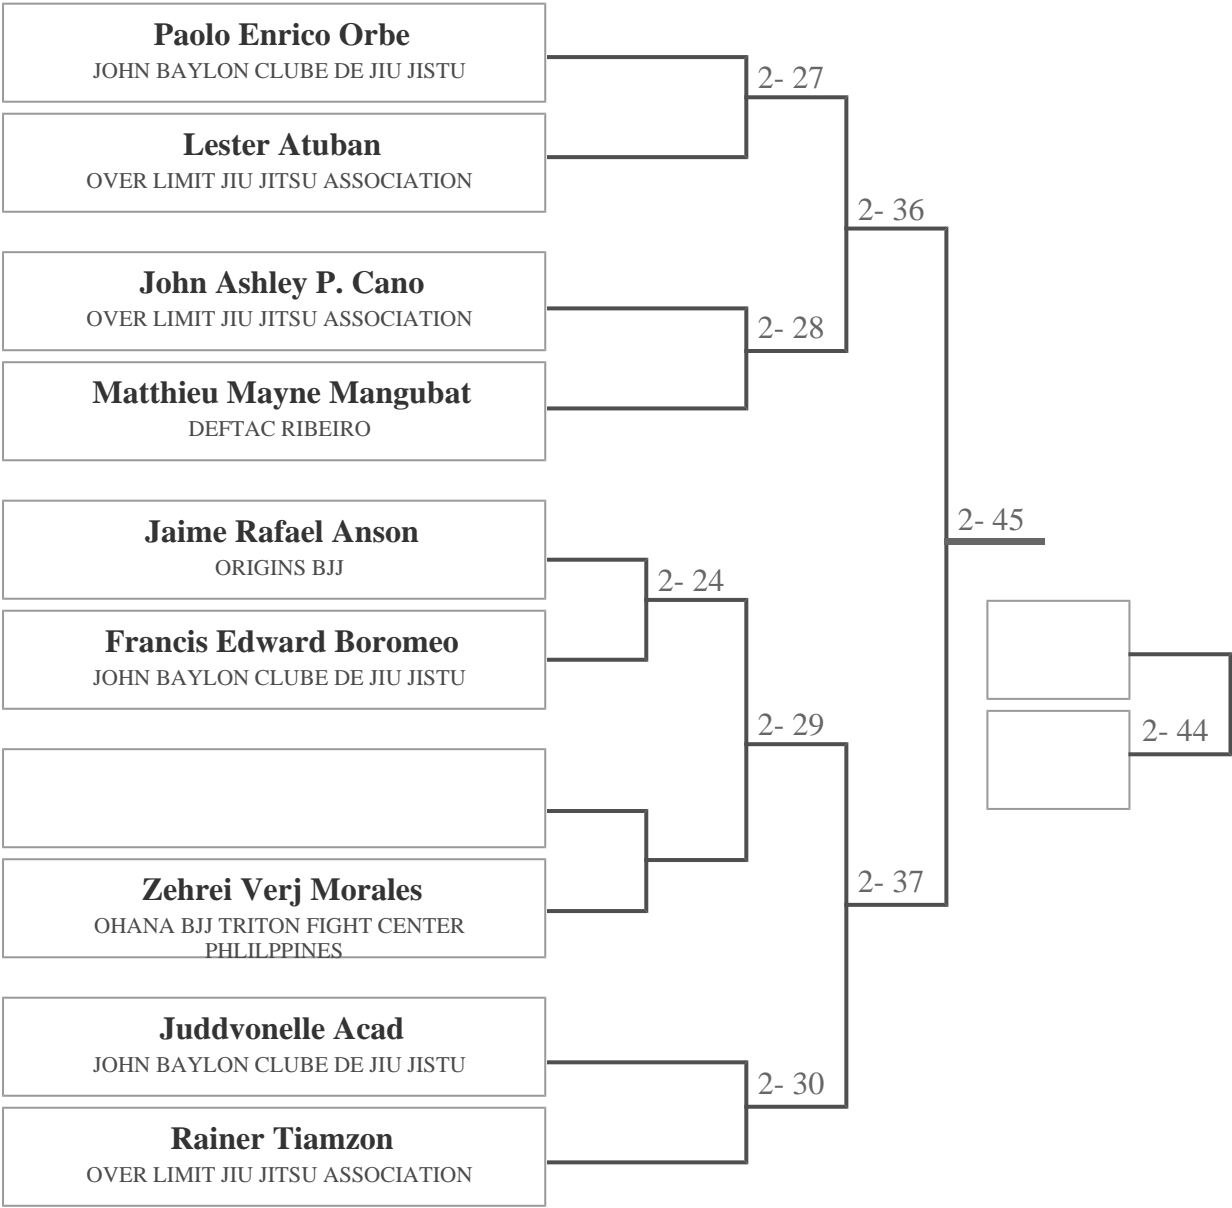 Paolo Enrico Orbe
JOHN BAYLON CLUBE DE JIU JISTU
2- 27
Lester Atuban
OVER LIMIT JIU JITSU ASSOCIATION
2- 36
John Ashley P. Cano
OVER LIMIT JIU JITSU ASSOCIATION
2- 28
Matthieu Mayne Mangubat
DEFTAC RIBEIRO
2- 45
Jaime Rafael Anson
ORIGINS BJJ
2- 24
Francis Edward Boromeo
JOHN BAYLON CLUBE DE JIU JISTU
2- 29
2- 44
Zehrei Verj Morales
OHANA BJJ TRITON FIGHT CENTER
PHLILPPINES
2- 37
Juddvonelle Acad
JOHN BAYLON CLUBE DE JIU JISTU
2- 30
Rainer Tiamzon
OVER LIMIT JIU JITSU ASSOCIATION